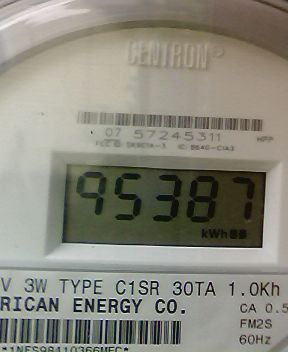 CENTRON®
07 57245311
95387
kWh
V 3W TYPE C1SR 30TA 1.0Kh
RICAN ENERGY CO.
CA 0.5
FM2S
60Hz